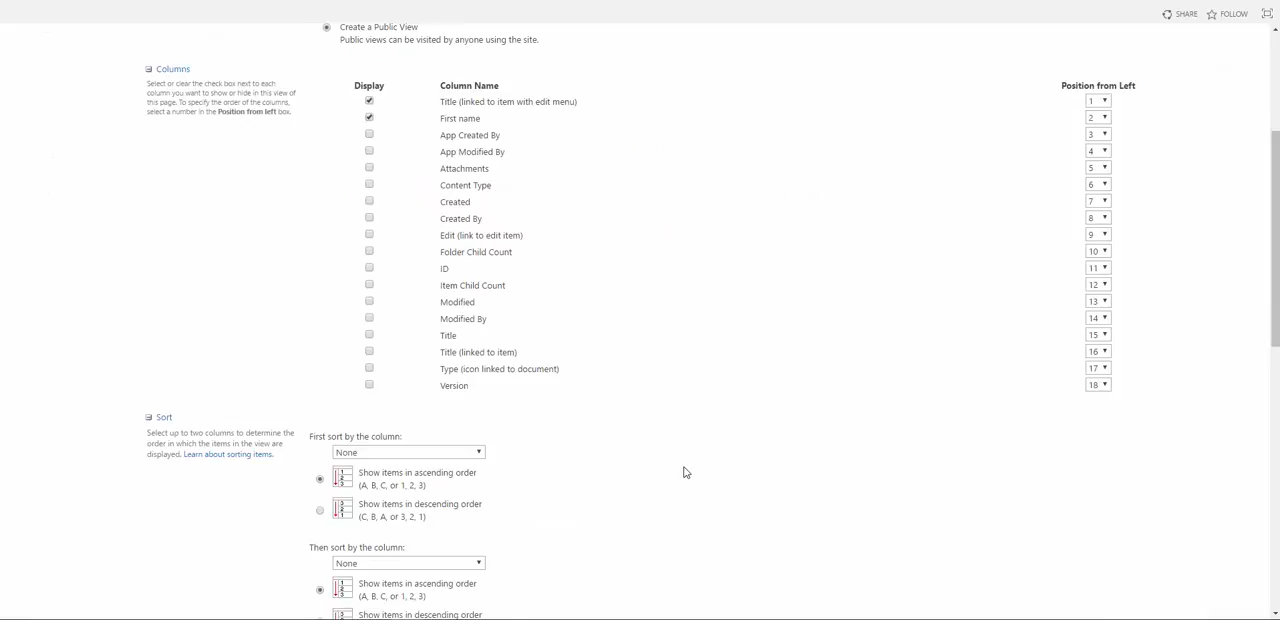 SHARE FOLLOW
Create a Public View
Public views can be visited by anyone using the site.
Columns
Select or clear the check box next to each
column you want to show or hide in this view of
this page. To specify the order of the columns,
select a number in the Position from left box.
Display Column Name Position from Left
Title (linked to item with edit menu) 1
First name 2
App Created By 3
App Modified By 4
Attachments 5
Content Type 6
Created 7
Created By 8
Edit (link to edit item) 9
Folder Child Count 10
ID 11
Item Child Count 12
Modified 13
Modified By 14
Title 15
Title (linked to item) 16
Type (icon linked to document) 17
Version 18
Sort
Select up to two columns to determine the
order in which the items in the view are
displayed. Learn about sorting items.
First sort by the column:
None
Show items in ascending order
(A, B, C, or 1, 2, 3)
Show items in descending order
(C, B, A, or 3, 2, 1)
Then sort by the column:
None
Show items in ascending order
(A, B, C, or 1, 2, 3)
Show items in descending order